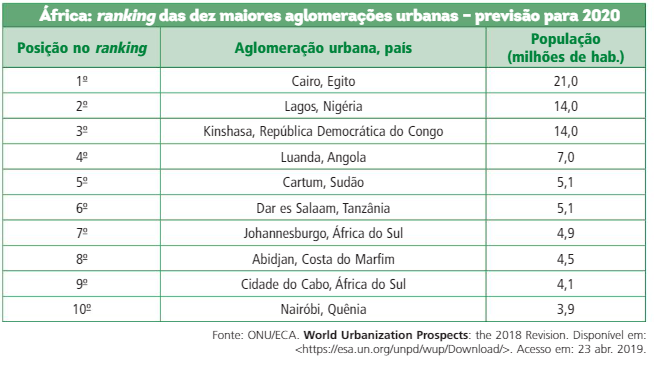 África: ranking das dez maiores aglomerações urbanas – previsão para 2020
Posição no ranking Aglomeração urbana, país População (milhões de hab.)
1º Cairo, Egito 21,0
2º Lagos, Nigéria 14,0
3º Kinshasa, República Democrática do Congo 14,0
4º Luanda, Angola 7,0
5º Cartum, Sudão 5,1
6º Dar es Salaam, Tanzânia 5,1
7º Johannesburgo, África do Sul 4,9
8º Abidjan, Costa do Marfim 4,5
9º Cidade do Cabo, África do Sul 4,1
10º Nairóbi, Quênia 3,9
Fonte: ONU/ECA. World Urbanization Prospects: the 2018 Revision. Disponível em:
<https://esa.un.org/unpd/wup/Download/>. Acesso em: 23 abr. 2019.